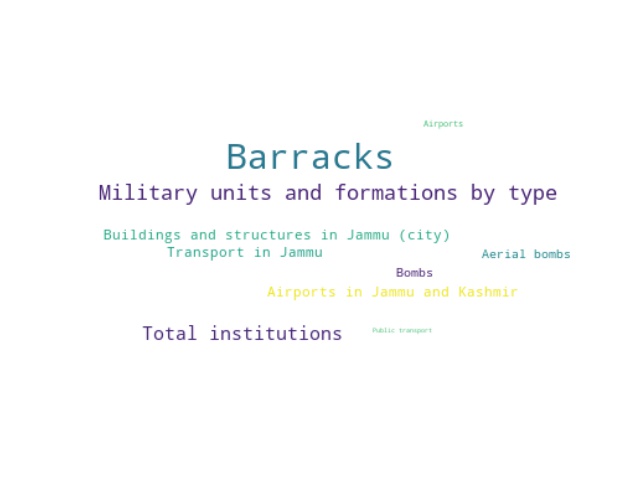 Airports
Barracks
Military units and formations by type
Buildings and structures in Jammu (city)
Transport in Jammu
Aerial bombs
Bombs
Airports in Jammu and Kashmir
Total institutions
Public transport